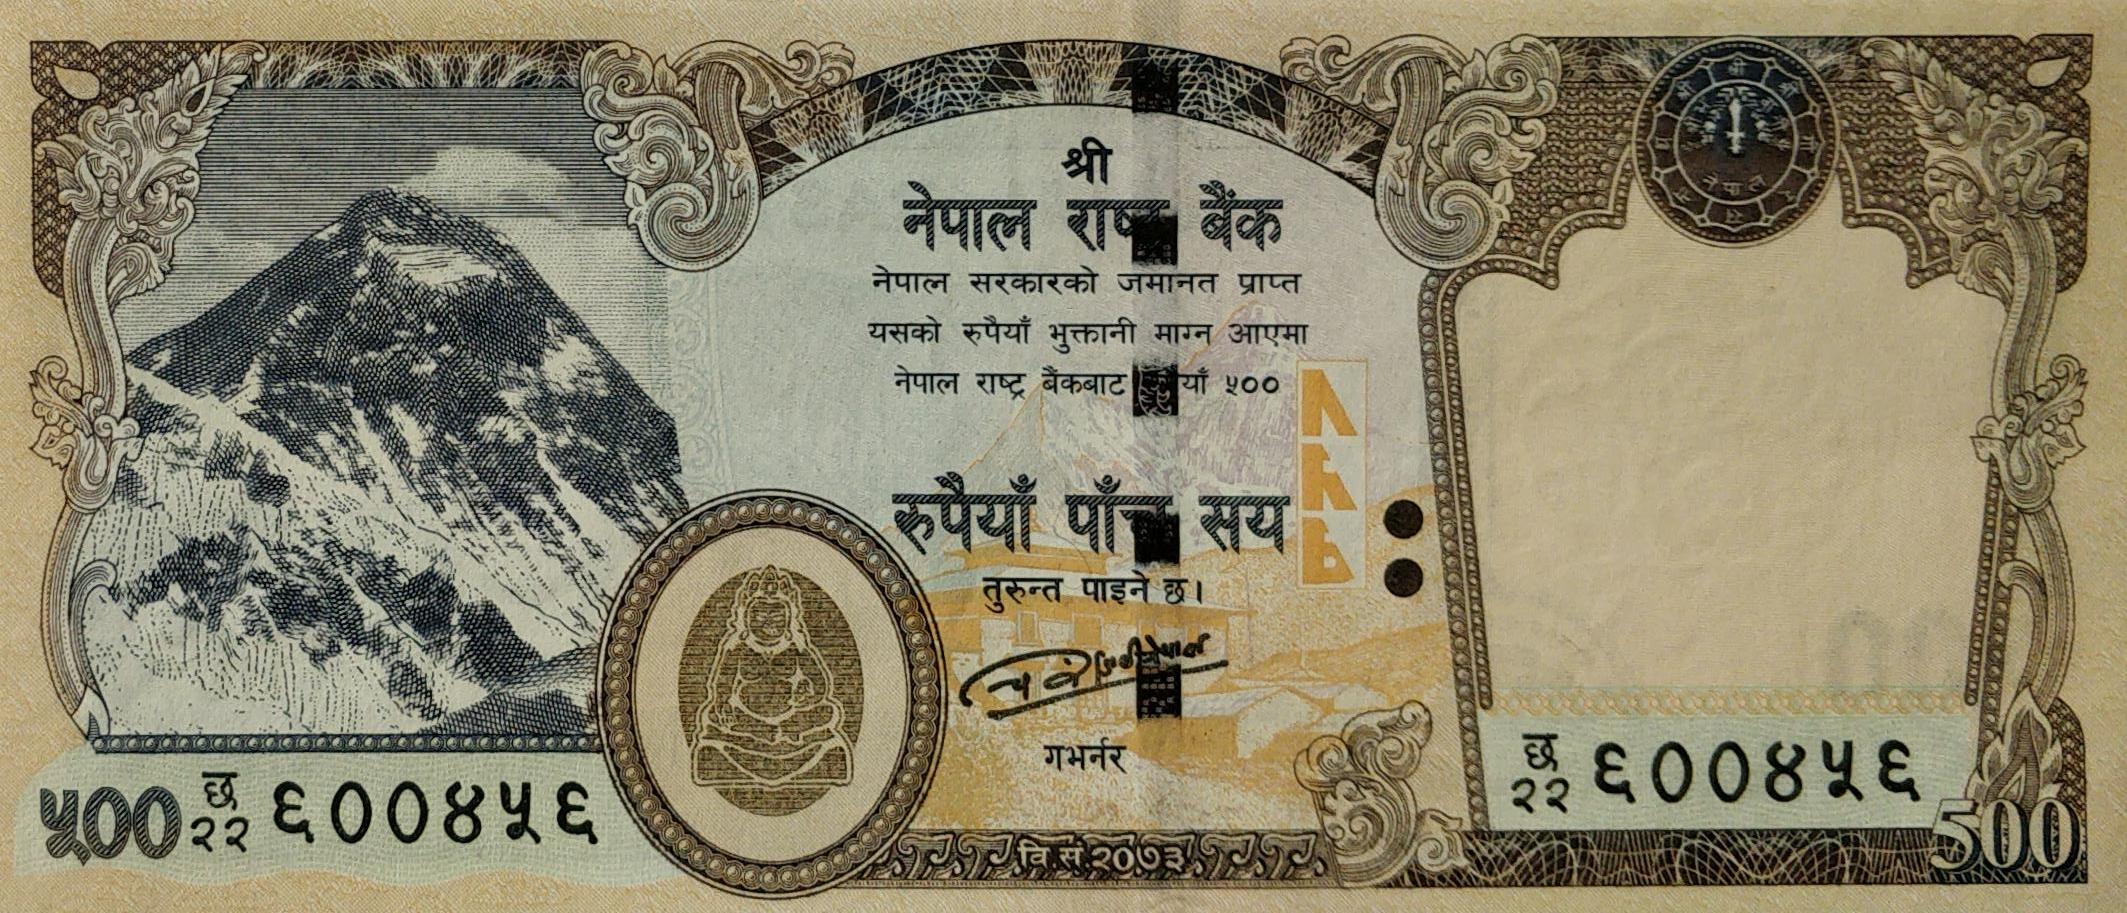 श्री
नेपाल राष्ट्र बैंक
नेपाल सरकारको जमानत प्राप्त
यसको रुपैयाँ भुक्तानी माग्न आएमा
नेपाल राष्ट्र बैंकबाट रुपैयाँ ५००
रुपैयाँ पाँच सय
तुरुन्त पाइने छ।
गभर्नर
५०० छ २२ ६००४५६
छ २२ ६००४५६
वि.सं.२०७३
500